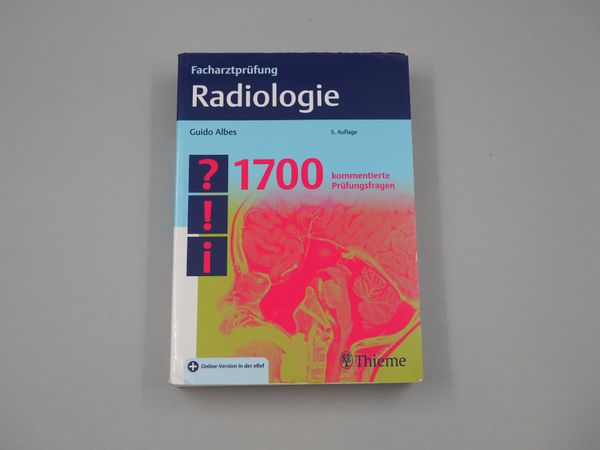 Facharztprüfung
Radiologie
Guido Albes
5. Auflage
?
1700
kommentierte
Prüfungsfragen
!
i
Online-Version in der eRef
Thieme